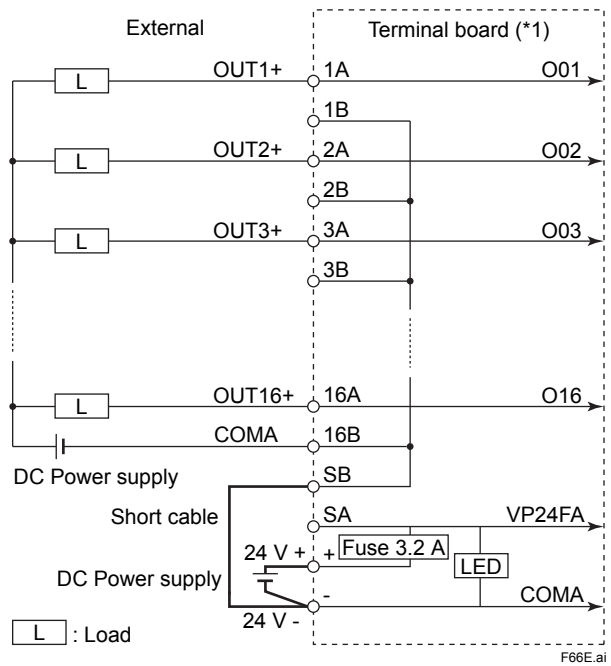 External
Terminal board (*1)
L
OUT1+
1A
O01
1B
L
OUT2+
2A
O02
2B
L
OUT3+
3A
O03
3B
L
OUT16+
16A
O16
COMA
16B
DC Power supply
SB
Short cable
SA
VP24FA
24 V +
+
Fuse 3.2 A
LED
DC Power supply
-
COMA
24 V -
L : Load
F66E.ai